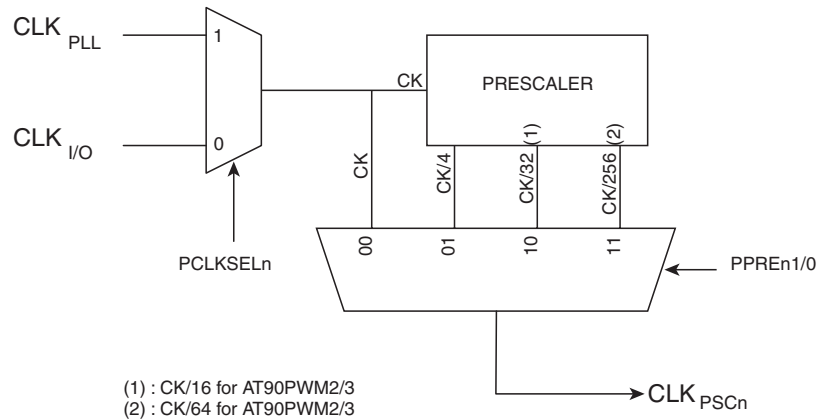 CLK PLL
1
CK
PRESCALER
CLK I/O
0
CK
CK/4
CK/32 (1)
CK/256 (2)
00
01
10
11
PCLKSELn
PPREn1/0
CLK PSCn
(1) : CK/16 for AT90PWM2/3
(2) : CK/64 for AT90PWM2/3